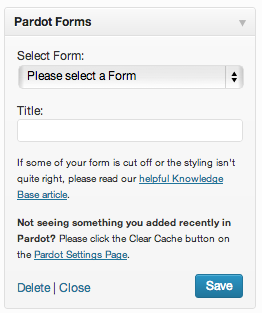 Pardot Forms
Select Form:
Please select a Form
Title:
If some of your form is cut off or the styling isn't
quite right, please read our helpful Knowledge
Base article.
Not seeing something you added recently in
Pardot? Please click the Clear Cache button on
the Pardot Settings Page.
Delete | Close
Save